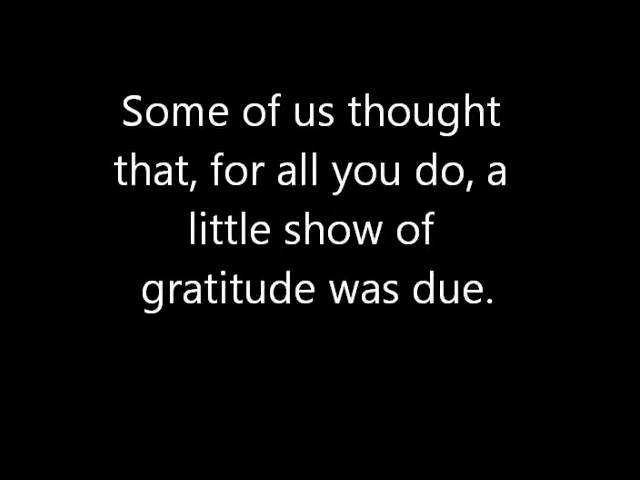 Some of us thought
that, for all you do, a
little show of
gratitude was due.